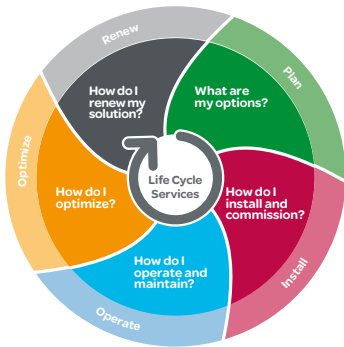 Renew
Plan
How do I
renew my
solution?
What are
my options?
Optimize
How do I
optimize?
Life Cycle
Services
How do I
install and
commission?
How do I
operate and
maintain?
Install
Operate